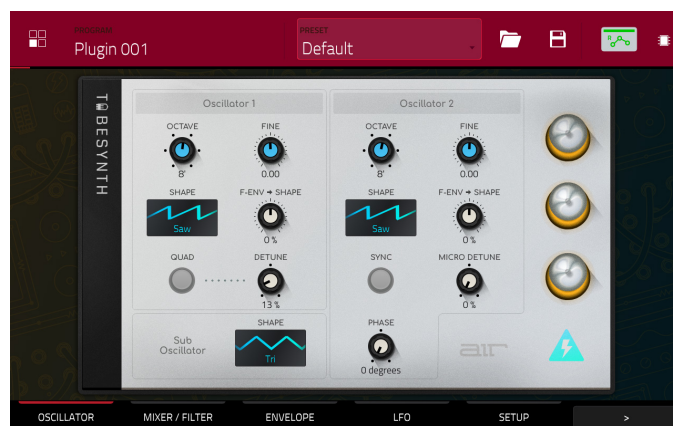 PROGRAM
Plugin 001
PRESET
Default
TUBESYNTH
Oscillator 1
OCTAVE
FINE
8'
0.00
SHAPE
F-ENV → SHAPE
Saw
0 %
QUAD
DETUNE
13 %
Oscillator 2
OCTAVE
FINE
8'
0.00
SHAPE
F-ENV → SHAPE
Saw
0 %
SYNC
MICRO DETUNE
0 %
Sub
Oscillator
SHAPE
Tri
PHASE
0 degrees
air
OSCILLATOR
MIXER / FILTER
ENVELOPE
LFO
SETUP
>